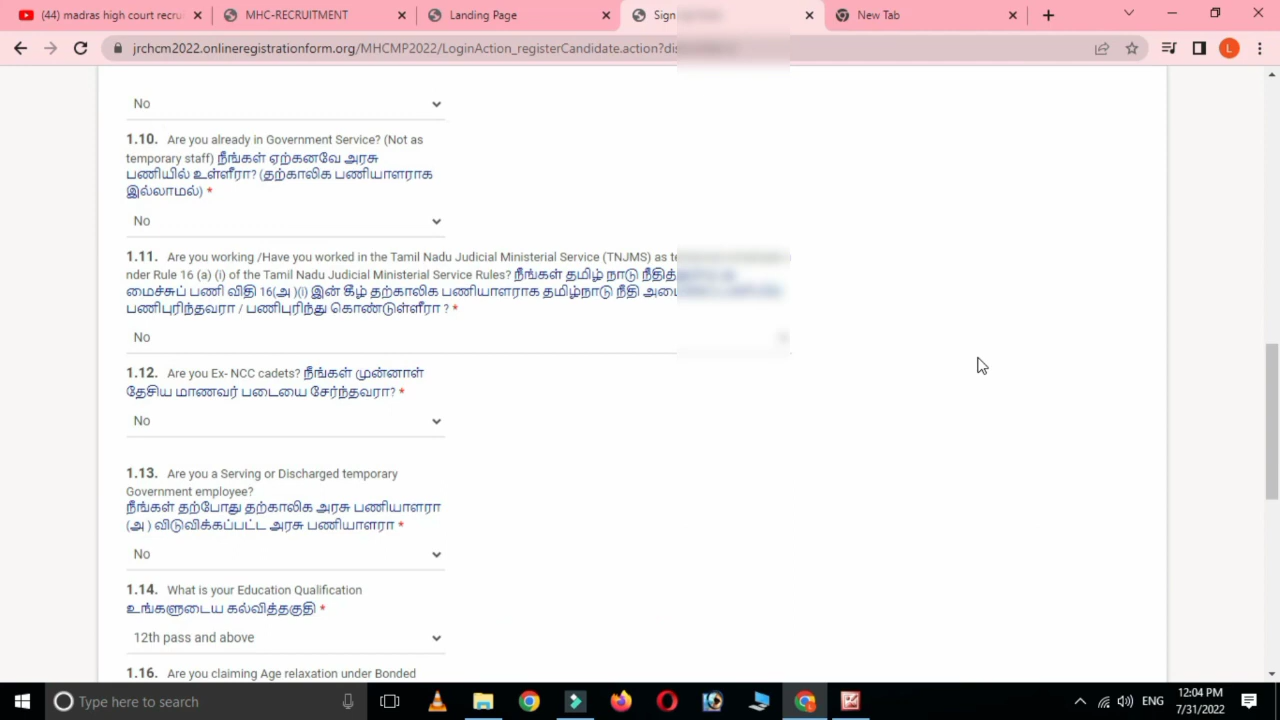 (44) madras high court recrui
MHC-RECRUITMENT
Landing Page
Sign
New Tab
jrchcm2022.onlineregistrationform.org/MHCMP2022/LoginAction_registerCandidate.action?dis
L
No
1.10. Are you already in Government Service? (Not as
temporary staff) நீங்கள் ஏற்கனவே அரசு
பணியில் உள்ளீரா? (தற்காலிக பணியாளராக
இல்லாமல்) *
No
1.11. Are you working /Have you worked in the Tamil Nadu Judicial Ministerial Service (TNJMS) as
nder Rule 16 (a) (i) of the Tamil Nadu Judicial Ministerial Service Rules? நீங்கள் தமிழ் நாடு
மைச்சுப் பணி விதி 16(அ )(i) இன் கீழ் தற்காலிக பணியாளராக தமிழ்நாடு நீதி
பணிபுரிந்தவரா / பணிபுரிந்து கொண்டுள்ளீரா ? *
No
1.12. Are you Ex- NCC cadets? நீங்கள் முன்னாள்
தேசிய மாணவர் படையை சேர்ந்தவரா? *
No
1.13. Are you a Serving or Discharged temporary
Government employee?
நீங்கள் தற்போது தற்காலிக அரசு பணியாளரா
(அ ) விடுவிக்கப்பட்ட அரசு பணியாளரா *
No
1.14. What is your Education Qualification
உங்களுடைய கல்வித்தகுதி *
12th pass and above
1.16. Are you claiming Age relaxation under Bonded
Type here to search
ENG
12:04 PM
7/31/2022